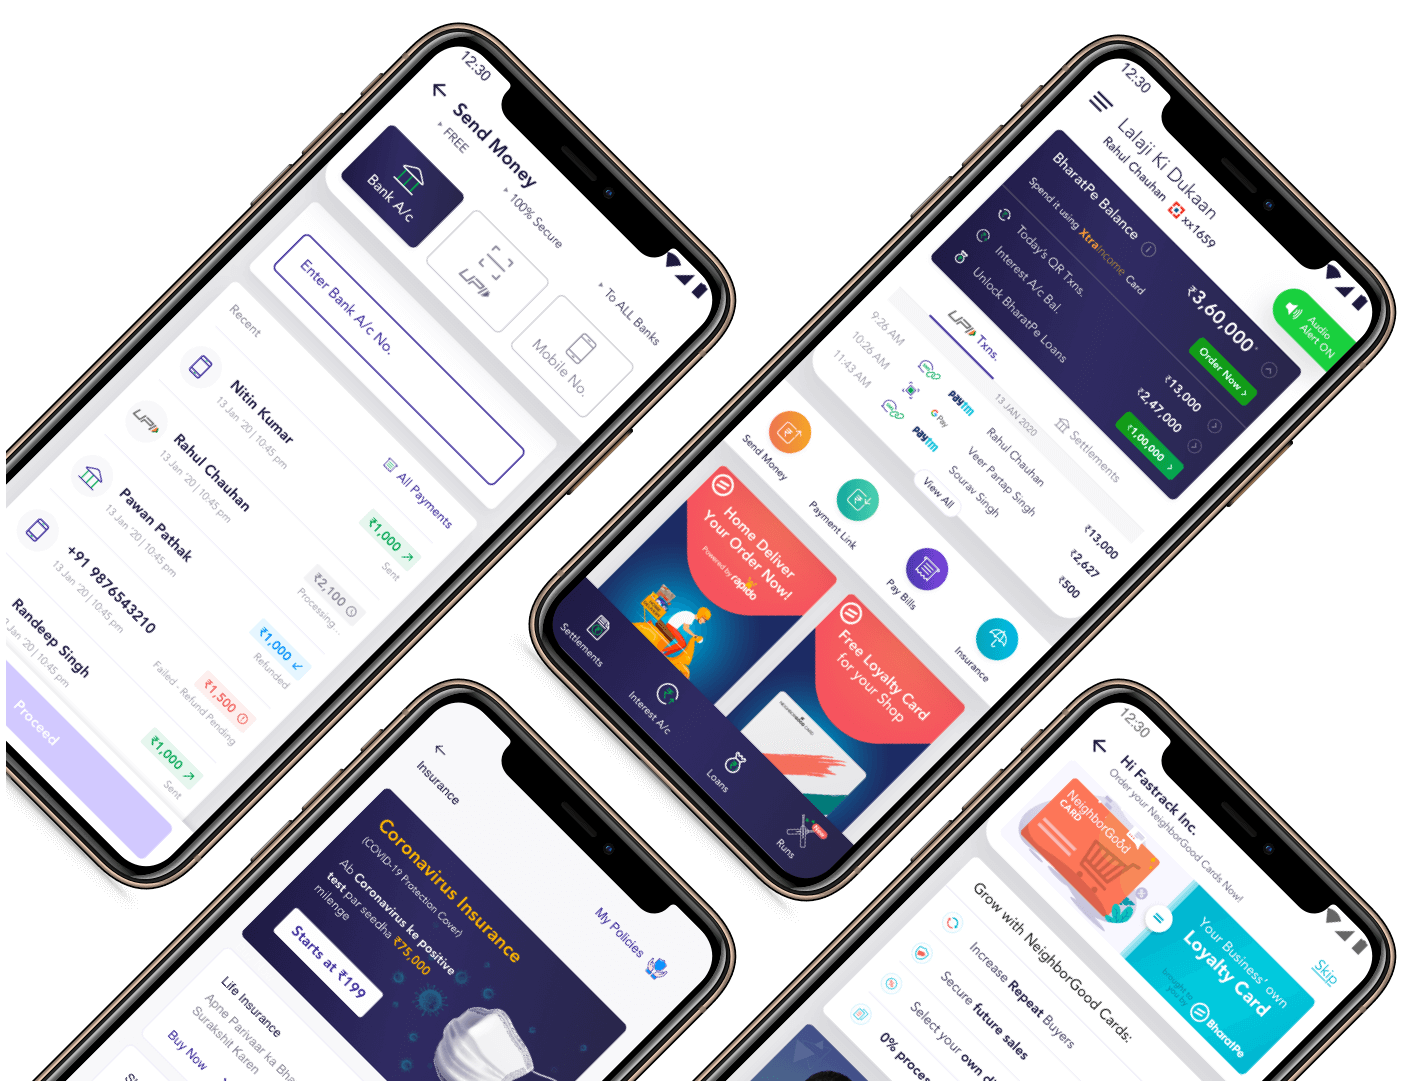 12:30
Send Money
FREE
100% Secure
To ALL Banks
Bank A/c
UPI
Mobile No.
Enter Bank A/c No.
Recent
All Payments
Nitin Kumar
13 Jan '20 | 10:45 pm
₹1,000
Sent
UPI
Rahul Chauhan
13 Jan '20 | 10:45 pm
₹2,100
Processing...
Pawan Pathak
13 Jan '20 | 10:45 pm
₹1,000
Refunded
+91 9876543210
13 Jan '20 | 10:45 pm
₹1,500
Failed - Refund Pending
Randeep Singh
Jan '20 | 10:45 pm
₹1,000
Sent
Proceed
12:30
Lalaji Ki Dukaan
Rahul Chauhan xx1659
Audio
Alert ON
BharatPe Balance
₹3,60,000
Spend it using XtraIncome Card
Order Now >
Today's QR Txns.
₹13,000
Interest A/c Bal.
₹2,47,000
Unlock BharatPe Loans
₹1,00,000 >
UPI Txns.
Settlements
13 JAN 2020
9:26 AM
paytm
Rahul Chauhan
₹13,000
10:26 AM
G Pay
Veer Partap Singh
₹2,627
11:43 AM
paytm
Sourav Singh
₹500
View All
Send Money
Payment Link
Pay Bills
Insurance
Home Deliver
Your Order Now!
Powered by rapido
Free Loyalty Card
for your Shop
Settlements
Interest A/c
Loans
Runs
New
Insurance
My Policies
Coronavirus Insurance
(COVID-19 Protection Cover)
Ab Coronavirus ke positive
test par seedha ₹75,000
milenge
Starts at ₹199
Life Insurance
Apne Parivaar ka Bha
Surakshit Karen
Buy Now
12:30
Hi Fastrack Inc.
Order your NeighborGood Cards Now!
Skip
NeighborGood
CARD
Your Business' own
Loyalty Card
brought to
you by
BharatPe
Grow with NeighborGood Cards:
Increase Repeat Buyers
Secure future sales
Select your own di
0% proces